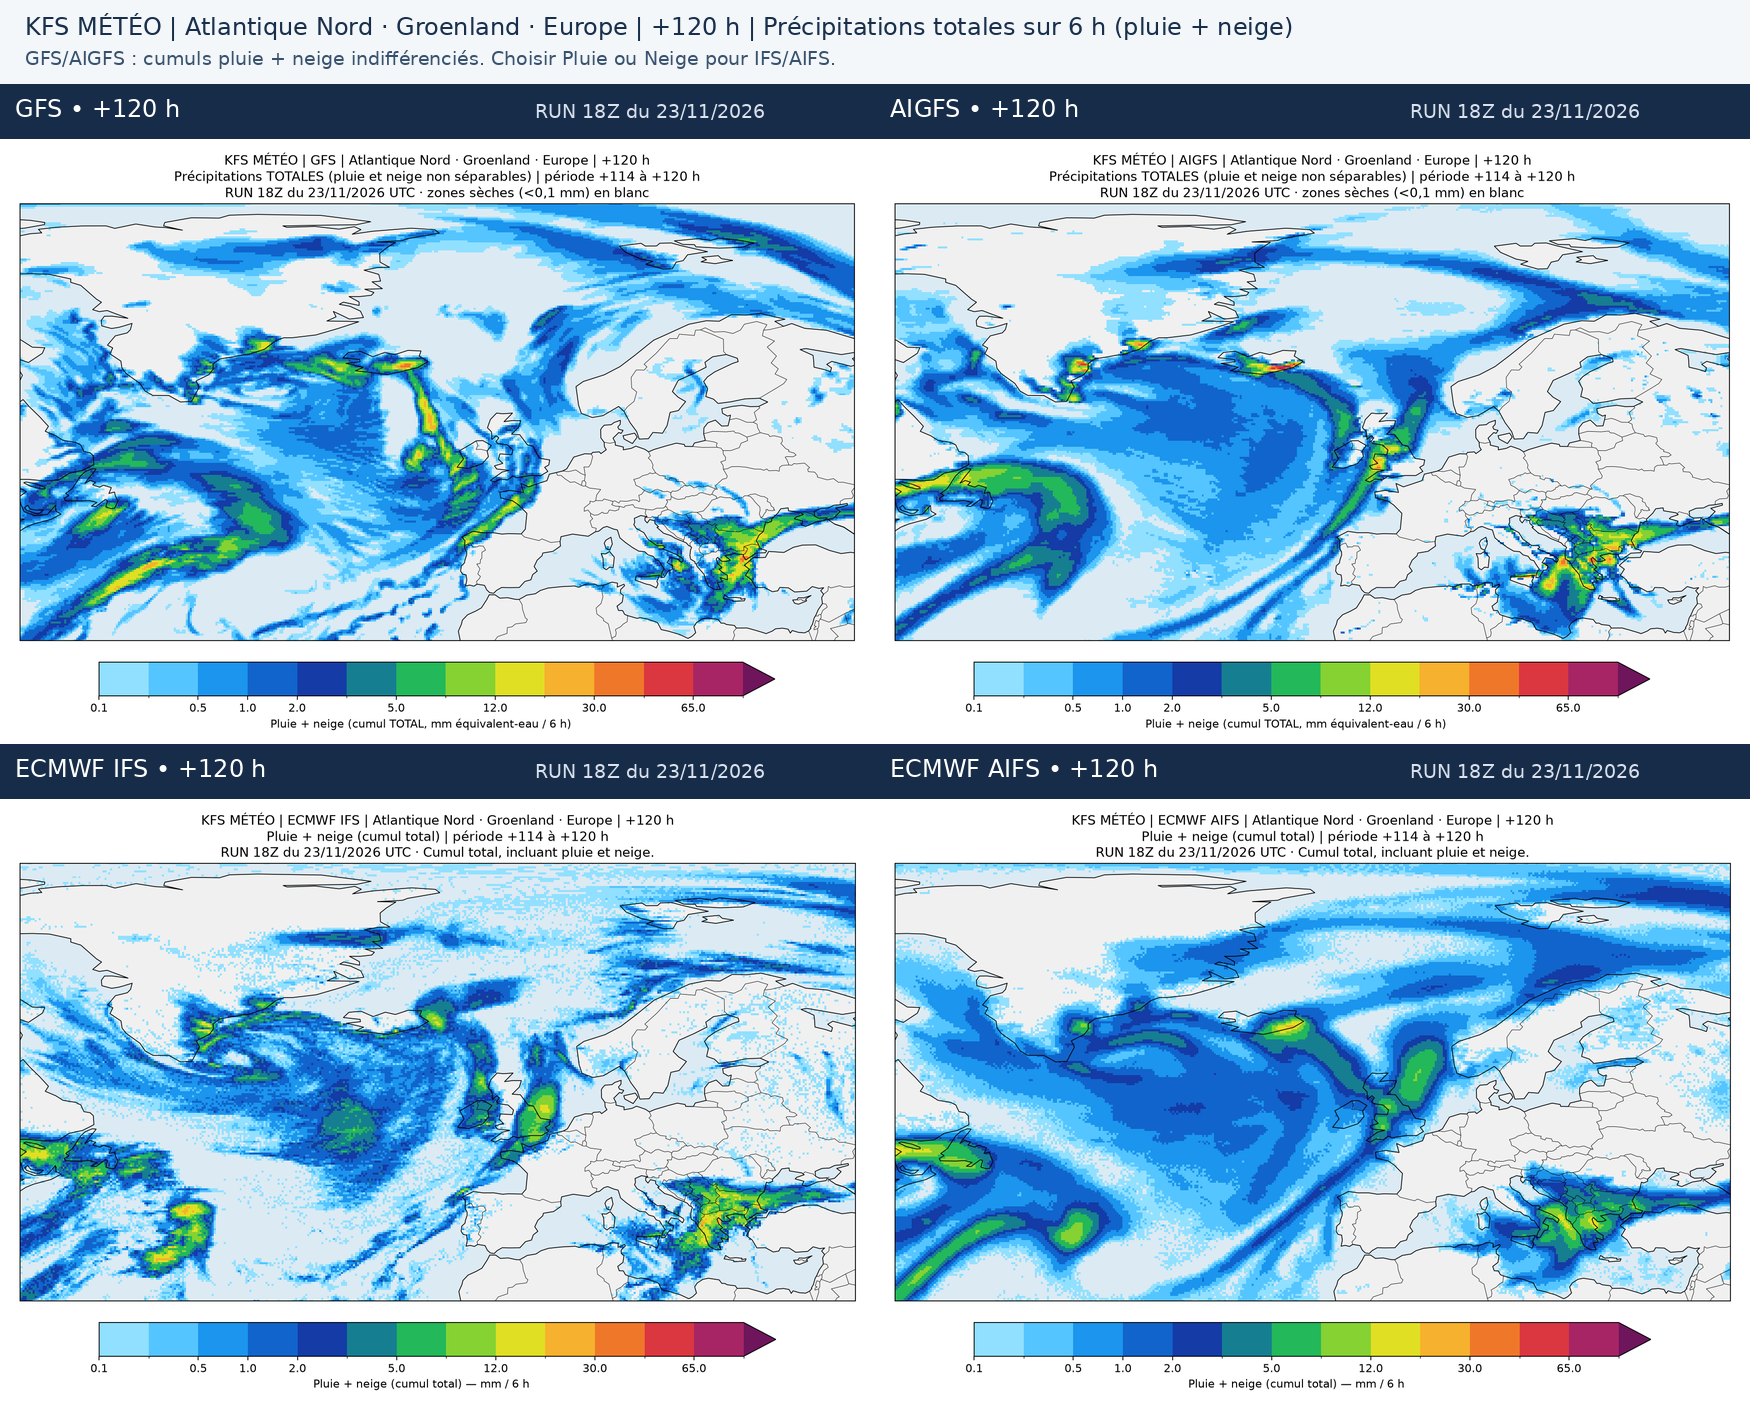 KFS MÉTÉO | Atlantique Nord · Groenland · Europe | +120 h | Précipitations totales sur 6 h (pluie + neige)
GFS/AIGFS : cumuls pluie + neige indifférenciés. Choisir Pluie ou Neige pour IFS/AIFS.
GFS • +120 h
RUN 18Z du 23/11/2026
AIGFS • +120 h
RUN 18Z du 23/11/2026
KFS MÉTÉO | GFS | Atlantique Nord · Groenland · Europe | +120 h
Précipitations TOTALES (pluie et neige non séparables) | période +114 à +120 h
RUN 18Z du 23/11/2026 UTC · zones sèches (<0,1 mm) en blanc
KFS MÉTÉO | AIGFS | Atlantique Nord · Groenland · Europe | +120 h
Précipitations TOTALES (pluie et neige non séparables) | période +114 à +120 h
RUN 18Z du 23/11/2026 UTC · zones sèches (<0,1 mm) en blanc
0.1 0.5 1.0 2.0 5.0 12.0 30.0 65.0
Pluie + neige (cumul TOTAL, mm équivalent-eau / 6 h)
0.1 0.5 1.0 2.0 5.0 12.0 30.0 65.0
Pluie + neige (cumul TOTAL, mm équivalent-eau / 6 h)
ECMWF IFS • +120 h
RUN 18Z du 23/11/2026
ECMWF AIFS • +120 h
RUN 18Z du 23/11/2026
KFS MÉTÉO | ECMWF IFS | Atlantique Nord · Groenland · Europe | +120 h
Pluie + neige (cumul total) | période +114 à +120 h
RUN 18Z du 23/11/2026 UTC · Cumul total, incluant pluie et neige.
KFS MÉTÉO | ECMWF AIFS | Atlantique Nord · Groenland · Europe | +120 h
Pluie + neige (cumul total) | période +114 à +120 h
RUN 18Z du 23/11/2026 UTC · Cumul total, incluant pluie et neige.
0.1 0.5 1.0 2.0 5.0 12.0 30.0 65.0
Pluie + neige (cumul total) — mm / 6 h
0.1 0.5 1.0 2.0 5.0 12.0 30.0 65.0
Pluie + neige (cumul total) — mm / 6 h